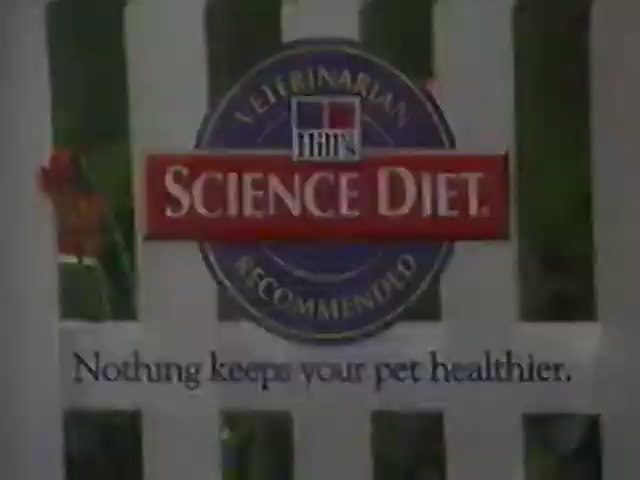 VETERINARIAN
Hill's
SCIENCE DIET.
RECOMMENDED
Nothing keeps your pet healthier.